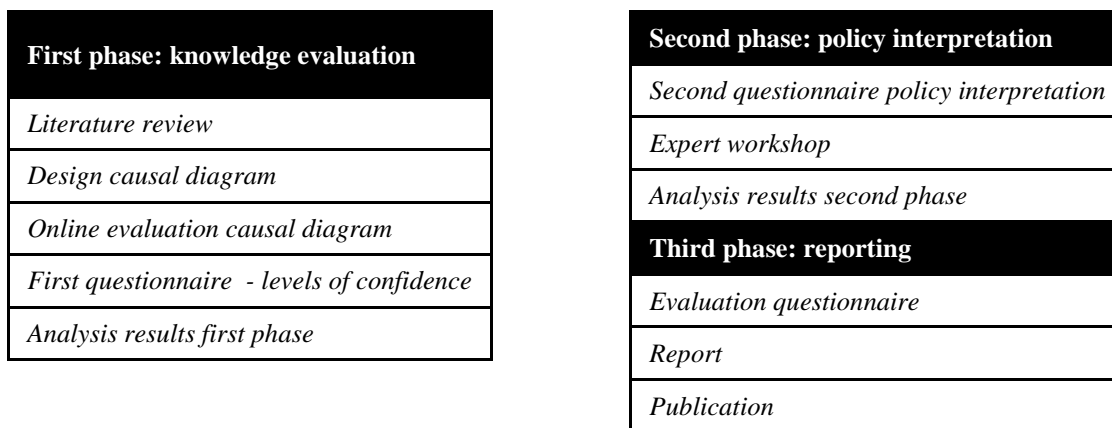 First phase: knowledge evaluation
Literature review
Design causal diagram
Online evaluation causal diagram
First questionnaire - levels of confidence
Analysis results first phase
Second phase: policy interpretation
Second questionnaire policy interpretation
Expert workshop
Analysis results second phase
Third phase: reporting
Evaluation questionnaire
Report
Publication